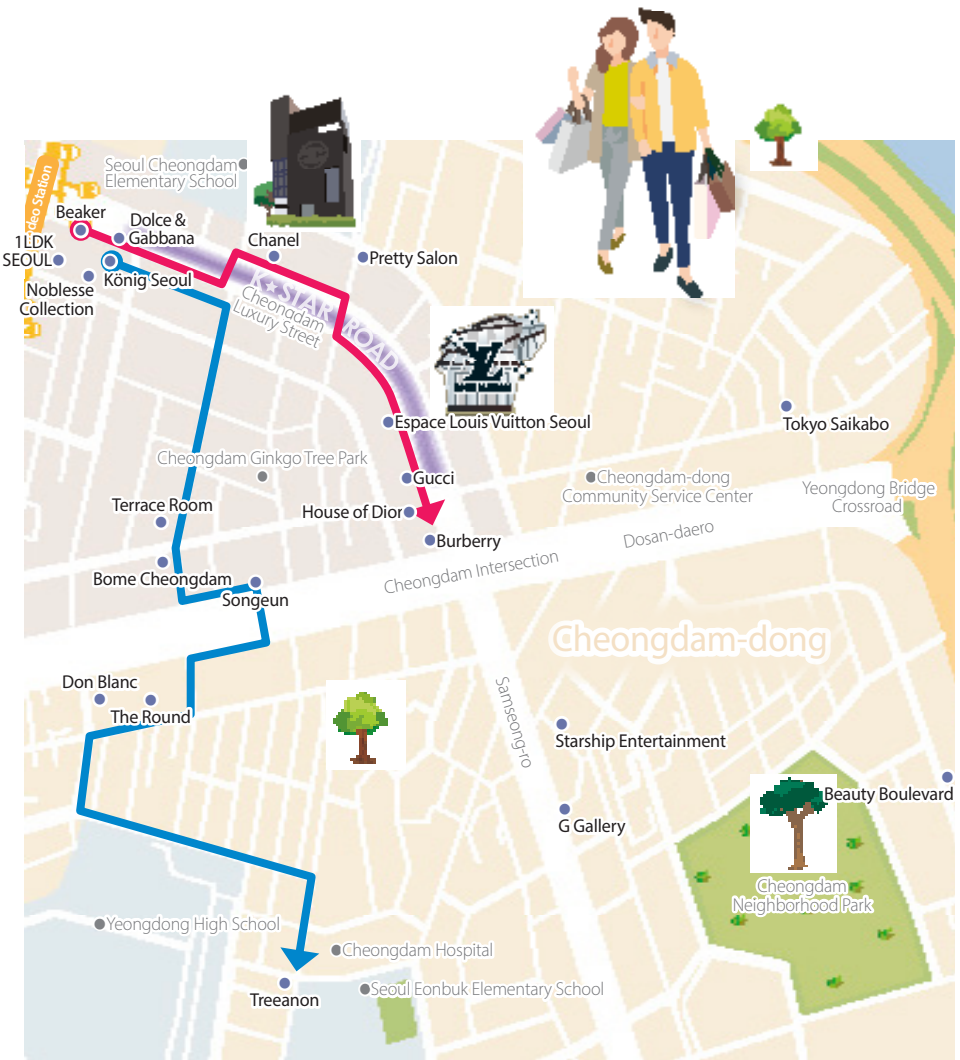 Seoul Cheongdam
Elementary School
deo Station
Beaker
Dolce &
Gabbana
1LDK
SEOUL
König Seoul
Noblesse
Collection
Chanel
Pretty Salon
K★STAR ROAD
Cheongdam
Luxury Street
Espace Louis Vuitton Seoul
Tokyo Saikabo
Cheongdam Ginkgo Tree Park
Gucci
Cheongdam-dong
Community Service Center
Yeongdong Bridge
Crossroad
Terrace Room
House of Dior
Burberry
Dosan-daero
Cheongdam Intersection
Bome Cheongdam
Songeun
Cheongdam-dong
Don Blanc
The Round
Samseong-ro
Starship Entertainment
Beauty Boulevard
G Gallery
Cheongdam
Neighborhood Park
Yeongdong High School
Cheongdam Hospital
Treeanon
Seoul Eonbuk Elementary School